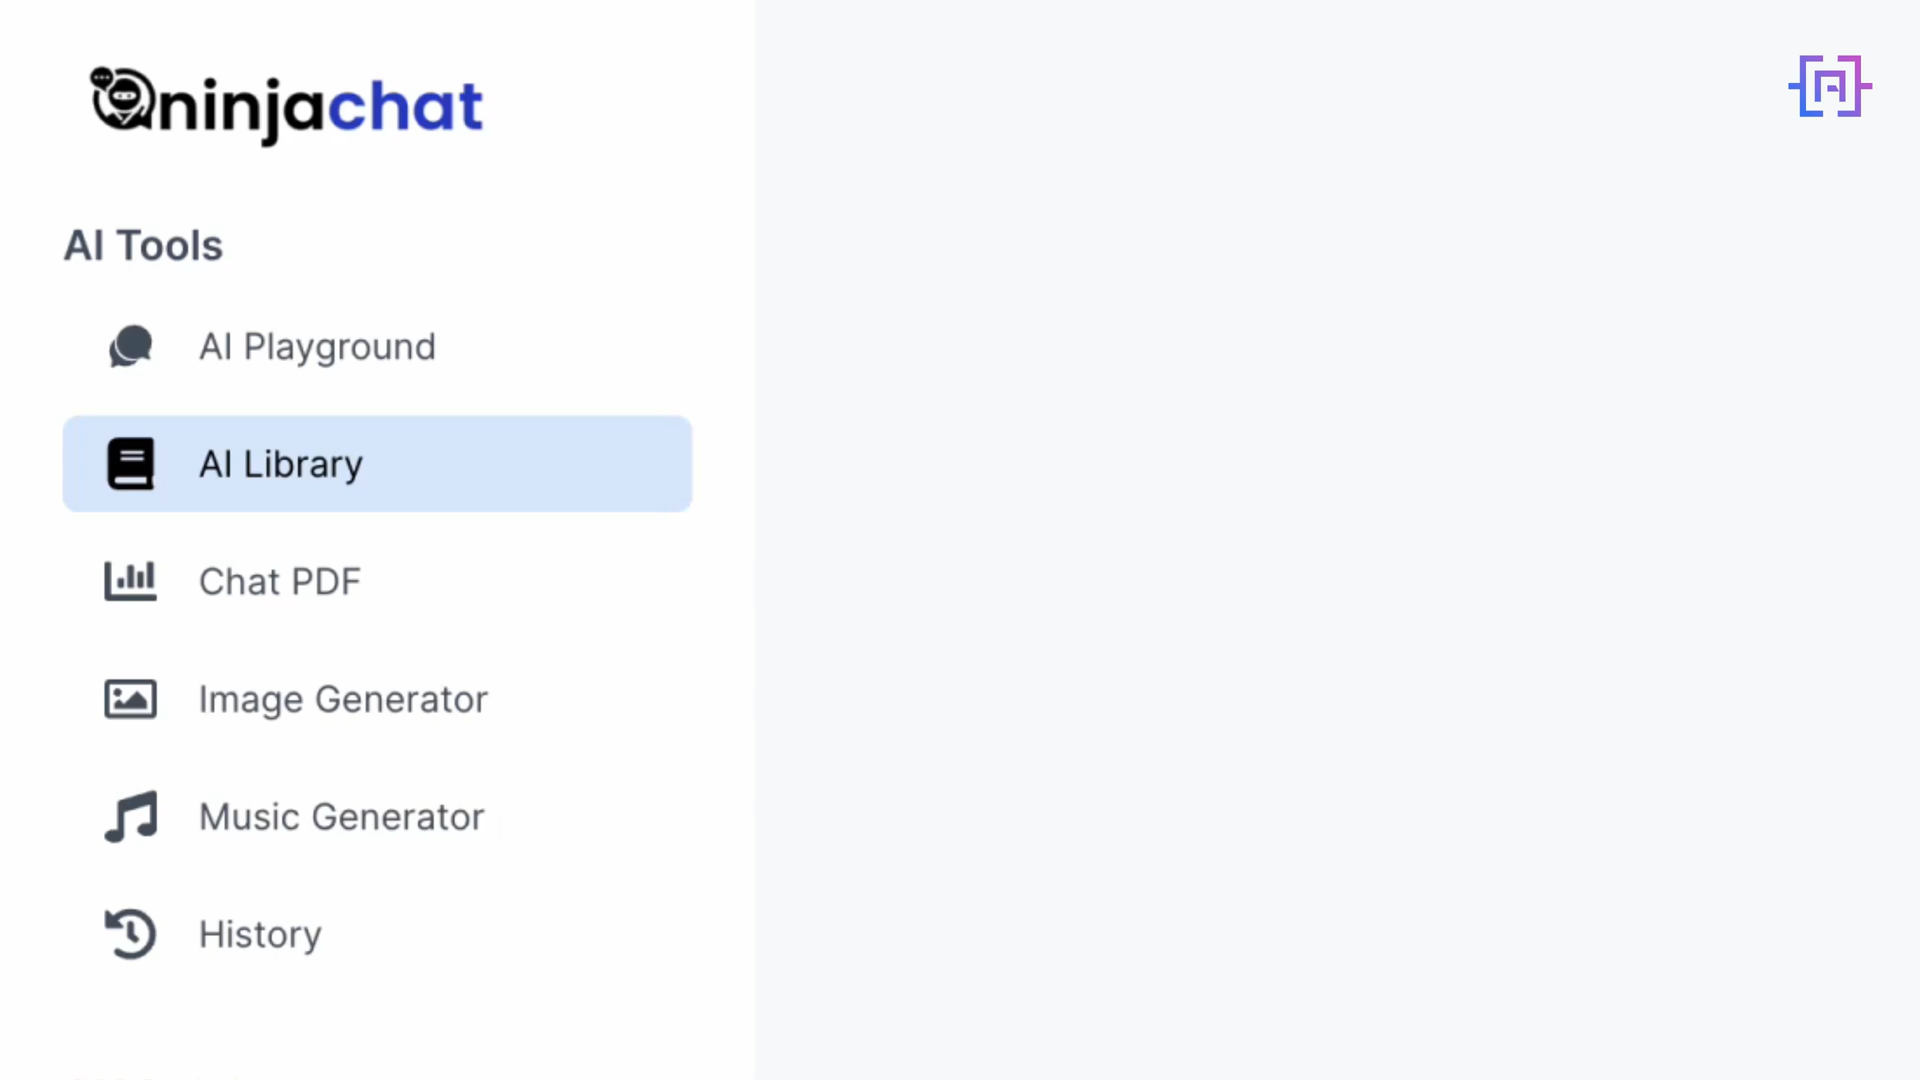 ninjachat
AI Tools
AI Playground
AI Library
Chat PDF
Image Generator
Music Generator
History